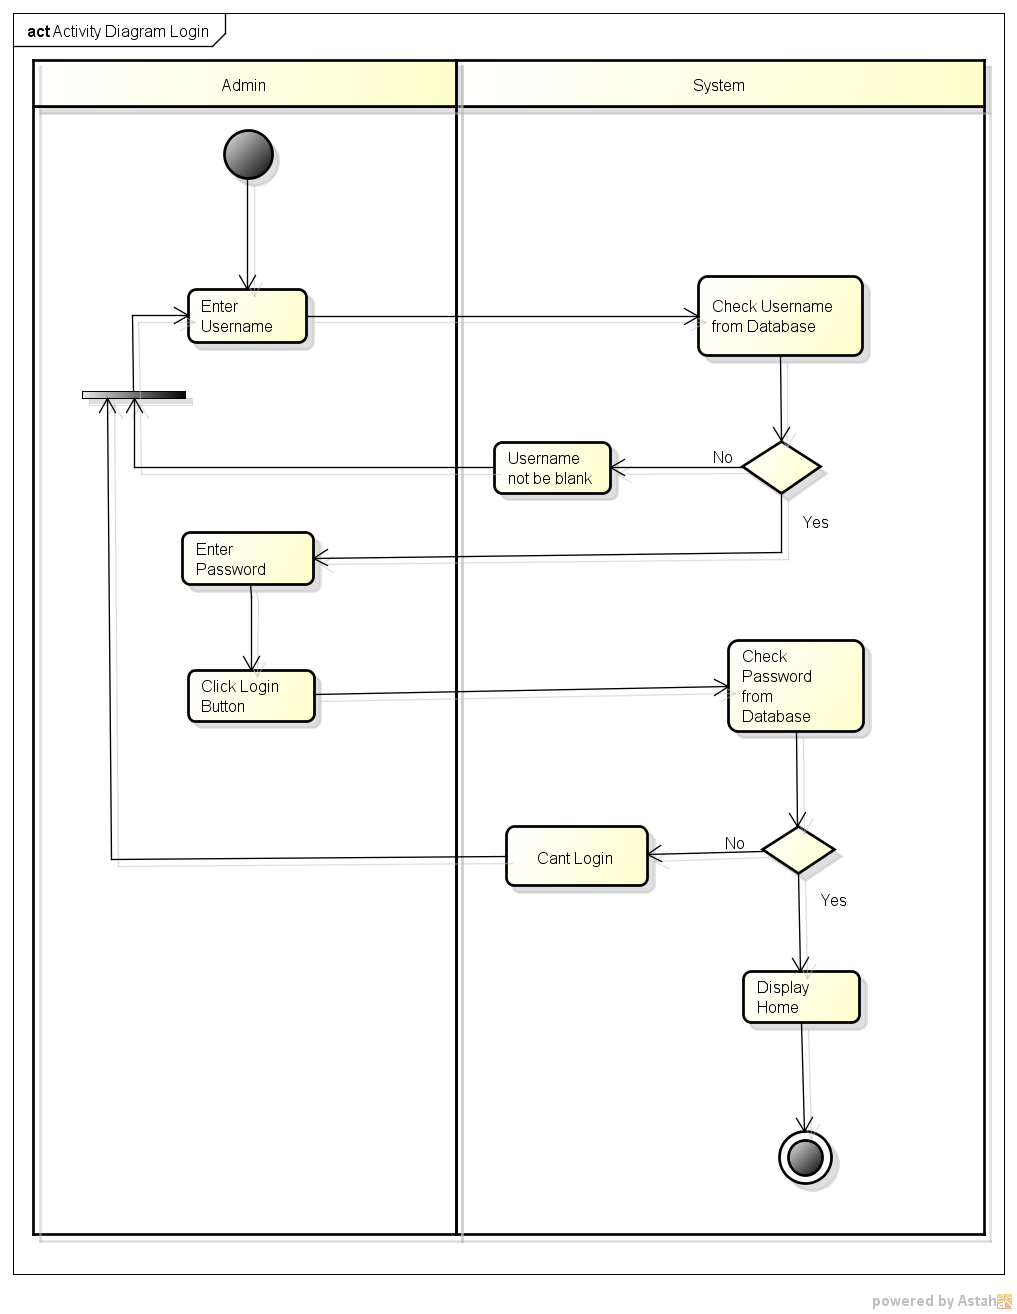 act Activity Diagram Login
Admin
System
Enter
Username
Check Username
from Database
No
Username
not be blank
Yes
Enter
Password
Click Login
Button
Check
Password
from
Database
No
Cant Login
Yes
Display
Home
powered by Astah